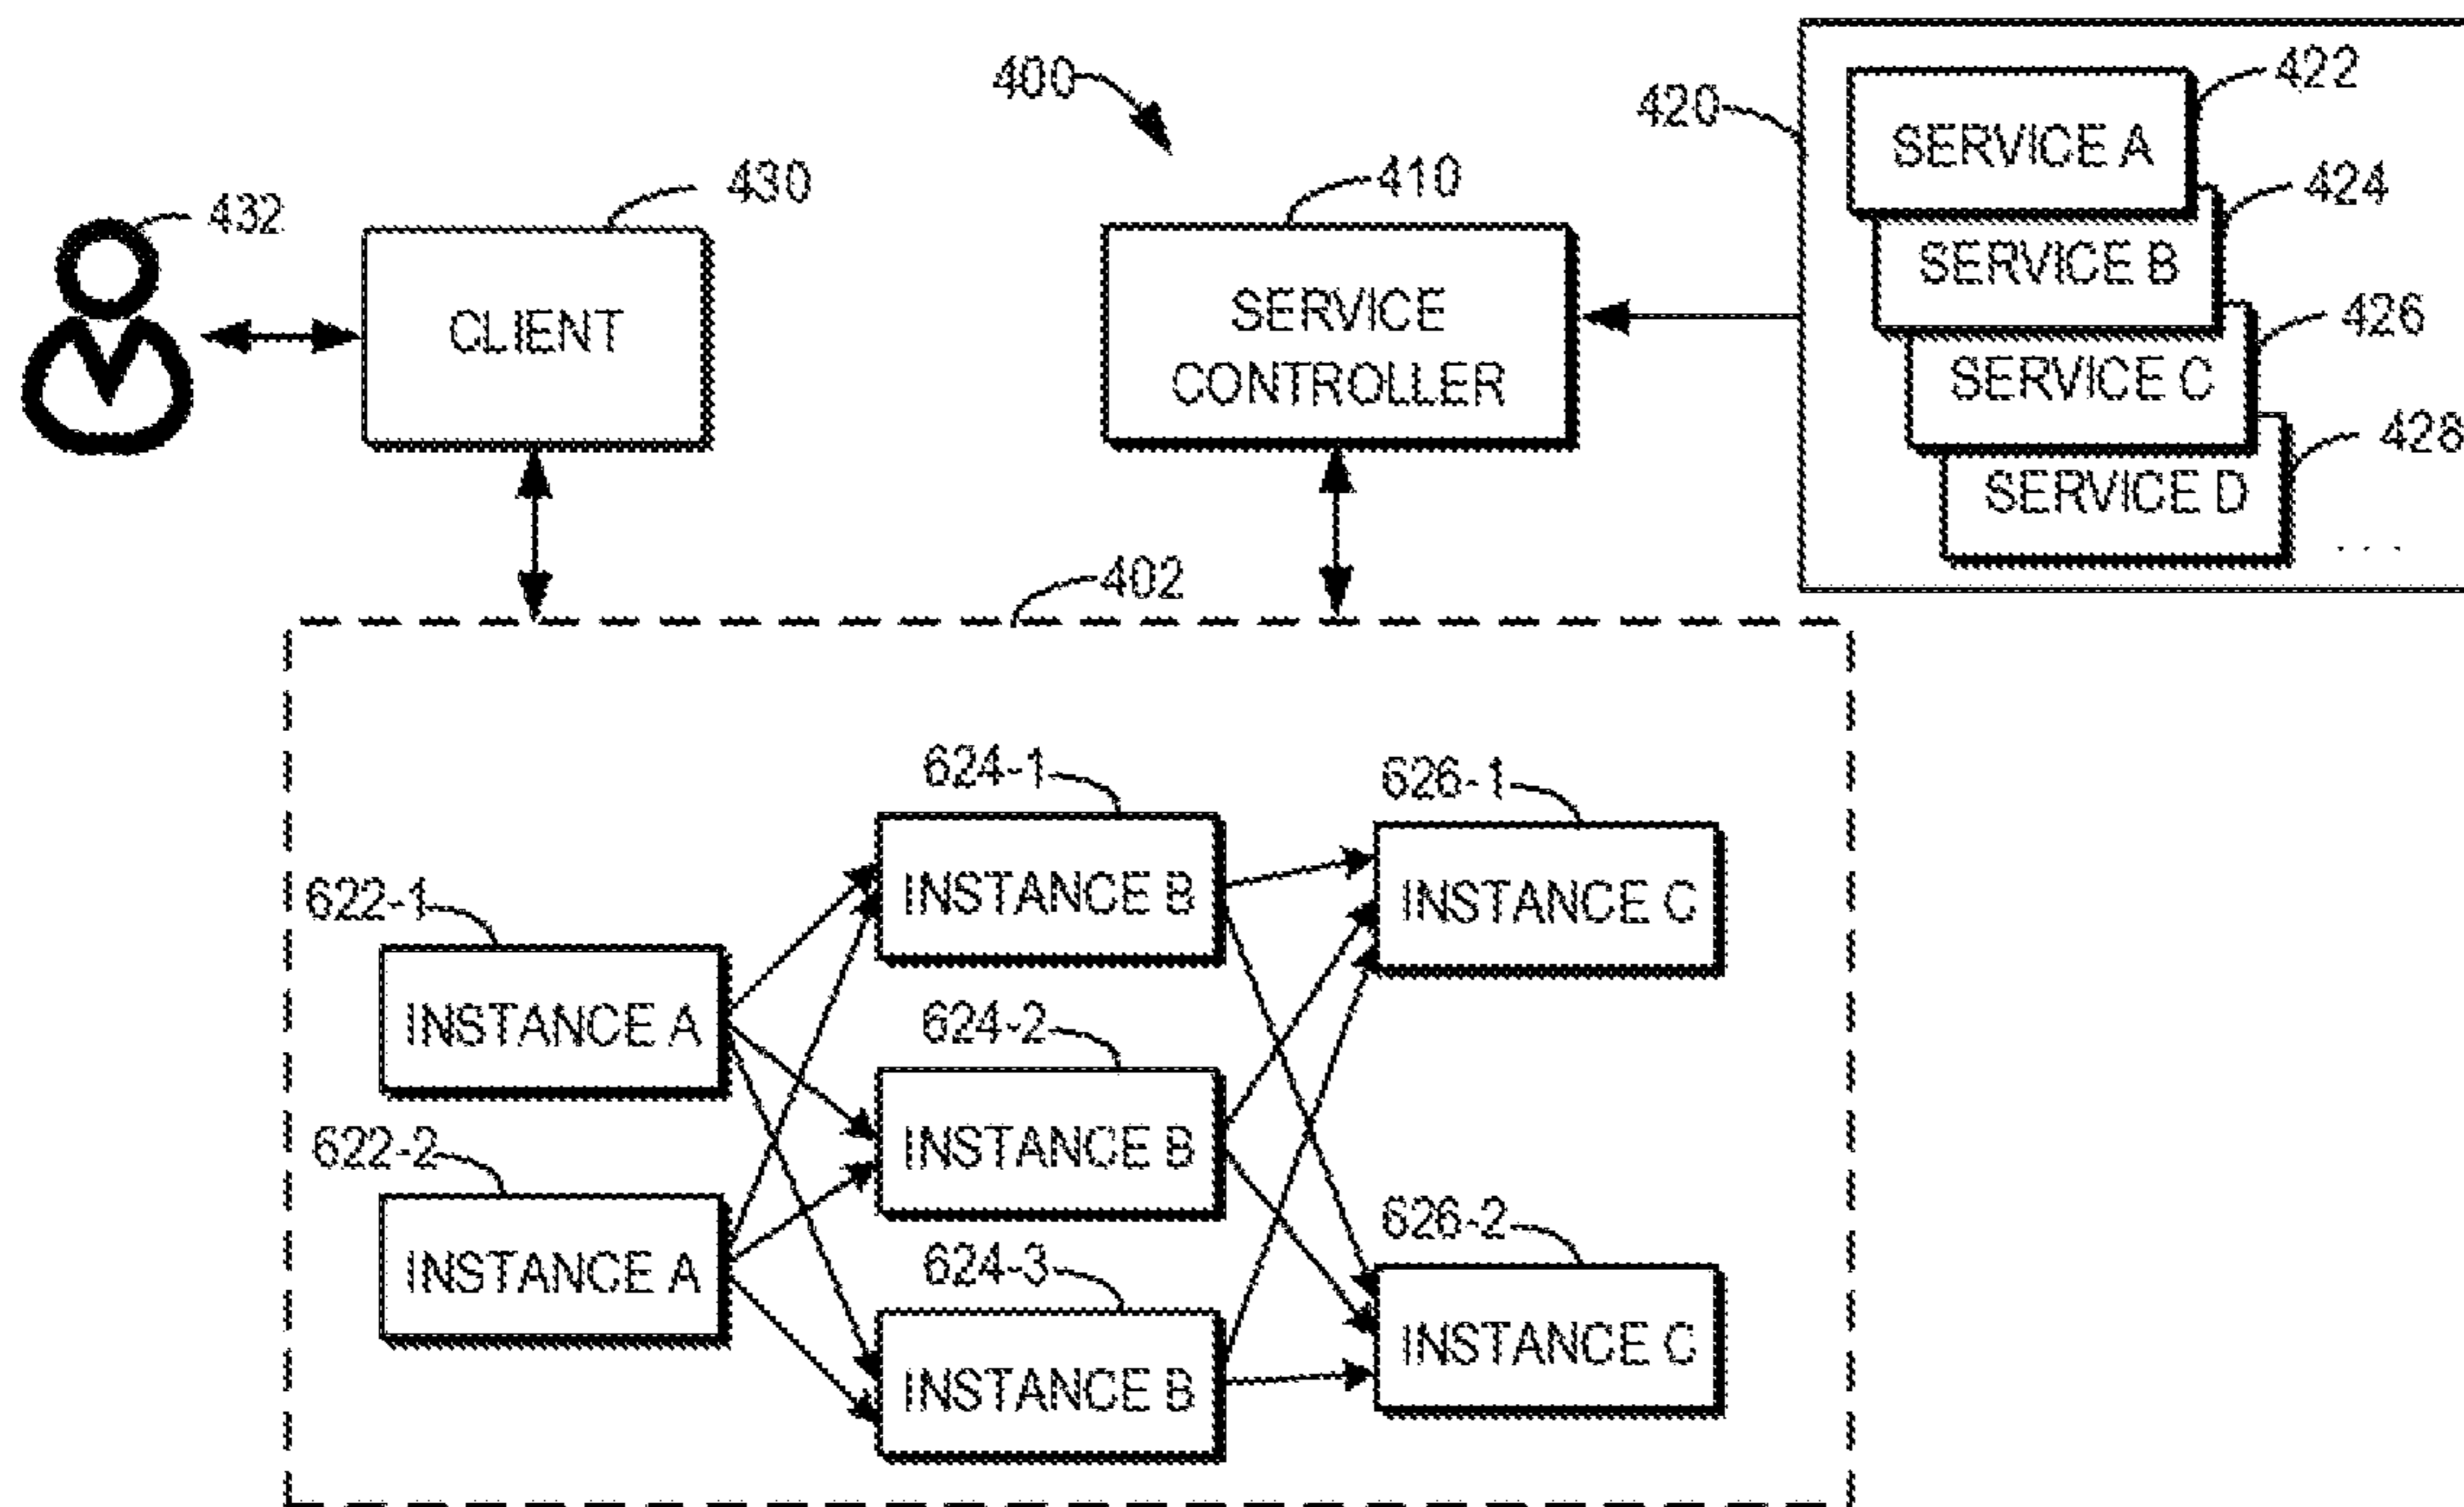 400
420
422
SERVICE A
424
SERVICE B
426
SERVICE C
428
SERVICE D
...
432
430
CLIENT
410
SERVICE
CONTROLLER
402
622-1
INSTANCE A
622-2
INSTANCE A
624-1
INSTANCE B
624-2
INSTANCE B
624-3
INSTANCE B
626-1
INSTANCE C
626-2
INSTANCE C